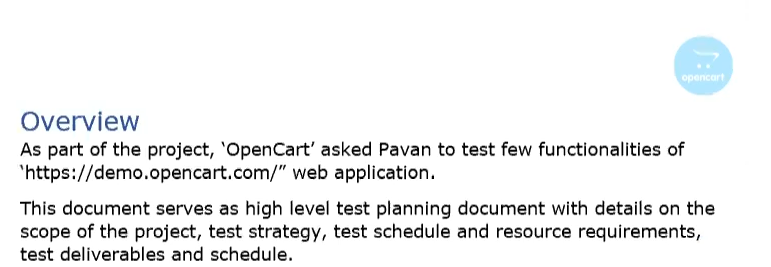 opencart
Overview
As part of the project, ‘OpenCart’ asked Pavan to test few functionalities of
‘https://demo.opencart.com/” web application.
This document serves as high level test planning document with details on the
scope of the project, test strategy, test schedule and resource requirements,
test deliverables and schedule.